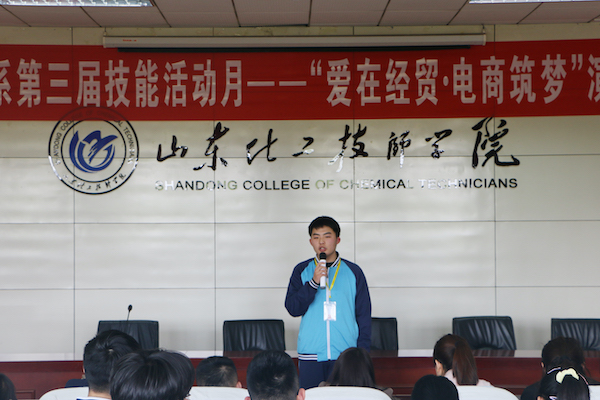 系第三届技能活动月——“爱在经贸·电商筑梦”演
山东化工技师学院
SHANDONG COLLEGE OF CHEMICAL TECHNICIANS